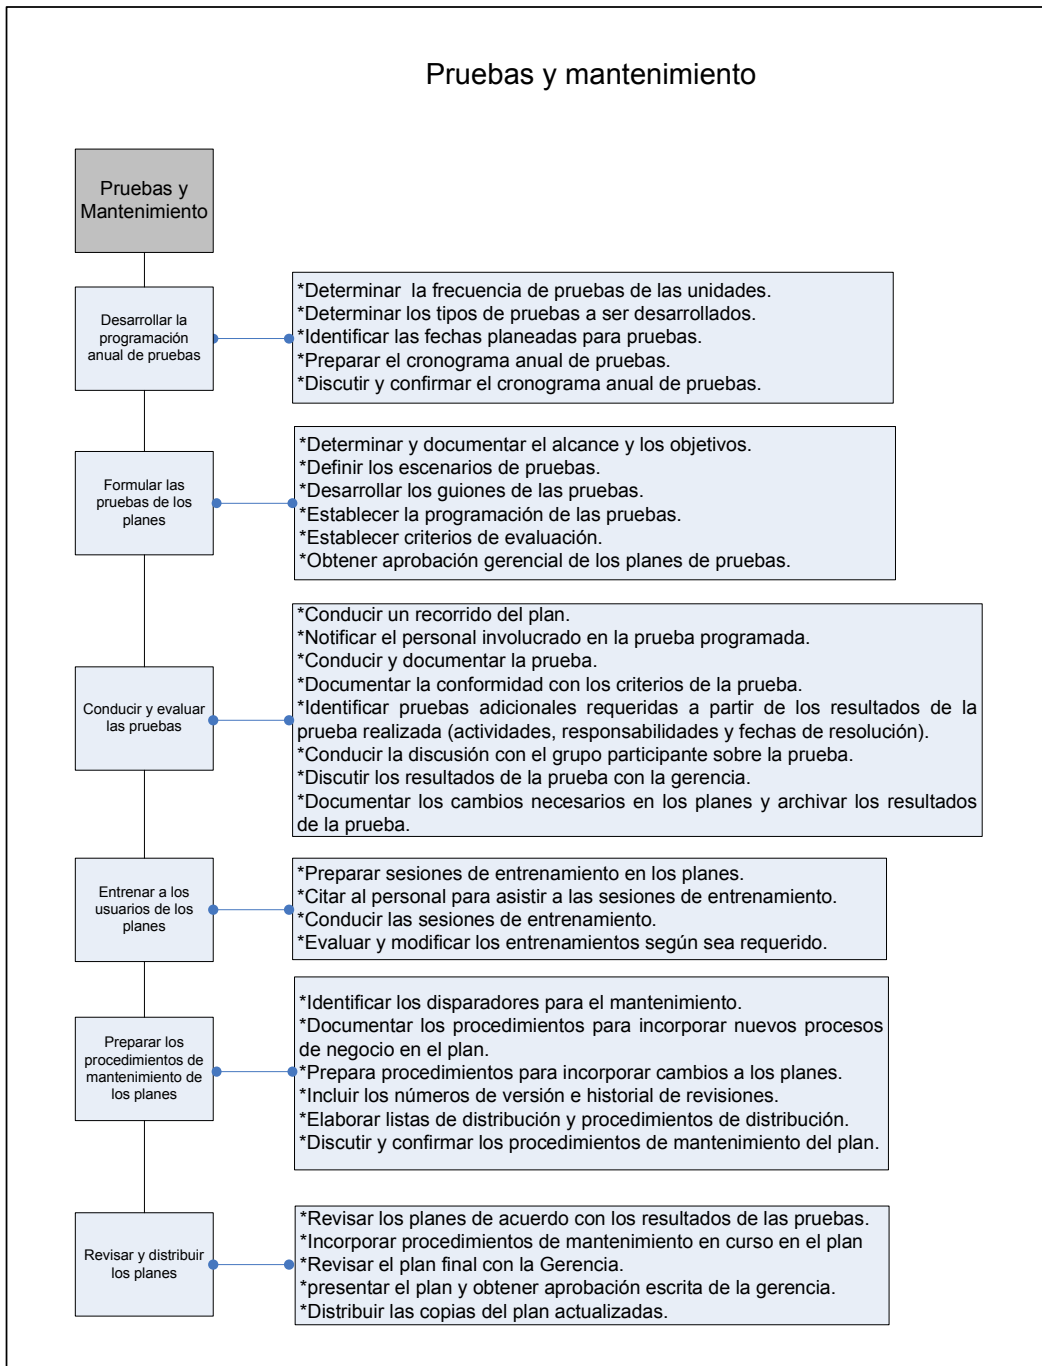 Pruebas y mantenimiento
Pruebas y
Mantenimiento
Desarrollar la
programación
anual de pruebas
*Determinar  la frecuencia de pruebas de las unidades.
*Determinar los tipos de pruebas a ser desarrollados.
*Identificar las fechas planeadas para pruebas.
*Preparar el cronograma anual de pruebas.
*Discutir y confirmar el cronograma anual de pruebas.
Formular las
pruebas de los
planes
*Determinar y documentar el alcance y los objetivos.
*Definir los escenarios de pruebas.
*Desarrollar los guiones de las pruebas.
*Establecer la programación de las pruebas.
*Establecer criterios de evaluación.
*Obtener aprobación gerencial de los planes de pruebas.
Conducir y evaluar
las pruebas
*Conducir un recorrido del plan.
*Notificar el personal involucrado en la prueba programada.
*Conducir y documentar la prueba.
*Documentar la conformidad con los criterios de la prueba.
*Identificar pruebas adicionales requeridas a partir de los resultados de la
prueba realizada (actividades, responsabilidades y fechas de resolución).
*Conducir la discusión con el grupo participante sobre la prueba.
*Discutir los resultados de la prueba con la gerencia.
*Documentar los cambios necesarios en los planes y archivar los resultados
de la prueba.
Entrenar a los
usuarios de los
planes
*Preparar sesiones de entrenamiento en los planes.
*Citar al personal para asistir a las sesiones de entrenamiento.
*Conducir las sesiones de entrenamiento.
*Evaluar y modificar los entrenamientos según sea requerido.
Preparar los
procedimientos de
mantenimiento de
los planes
*Identificar los disparadores para el mantenimiento.
*Documentar los procedimientos para incorporar nuevos procesos
de negocio en el plan.
*Prepara procedimientos para incorporar cambios a los planes.
*Incluir los números de versión e historial de revisiones.
*Elaborar listas de distribución y procedimientos de distribución.
*Discutir y confirmar los procedimientos de mantenimiento del plan.
Revisar y distribuir
los planes
*Revisar los planes de acuerdo con los resultados de las pruebas.
*Incorporar procedimientos de mantenimiento en curso en el plan
*Revisar el plan final con la Gerencia.
*presentar el plan y obtener aprobación escrita de la gerencia.
*Distribuir las copias del plan actualizadas.